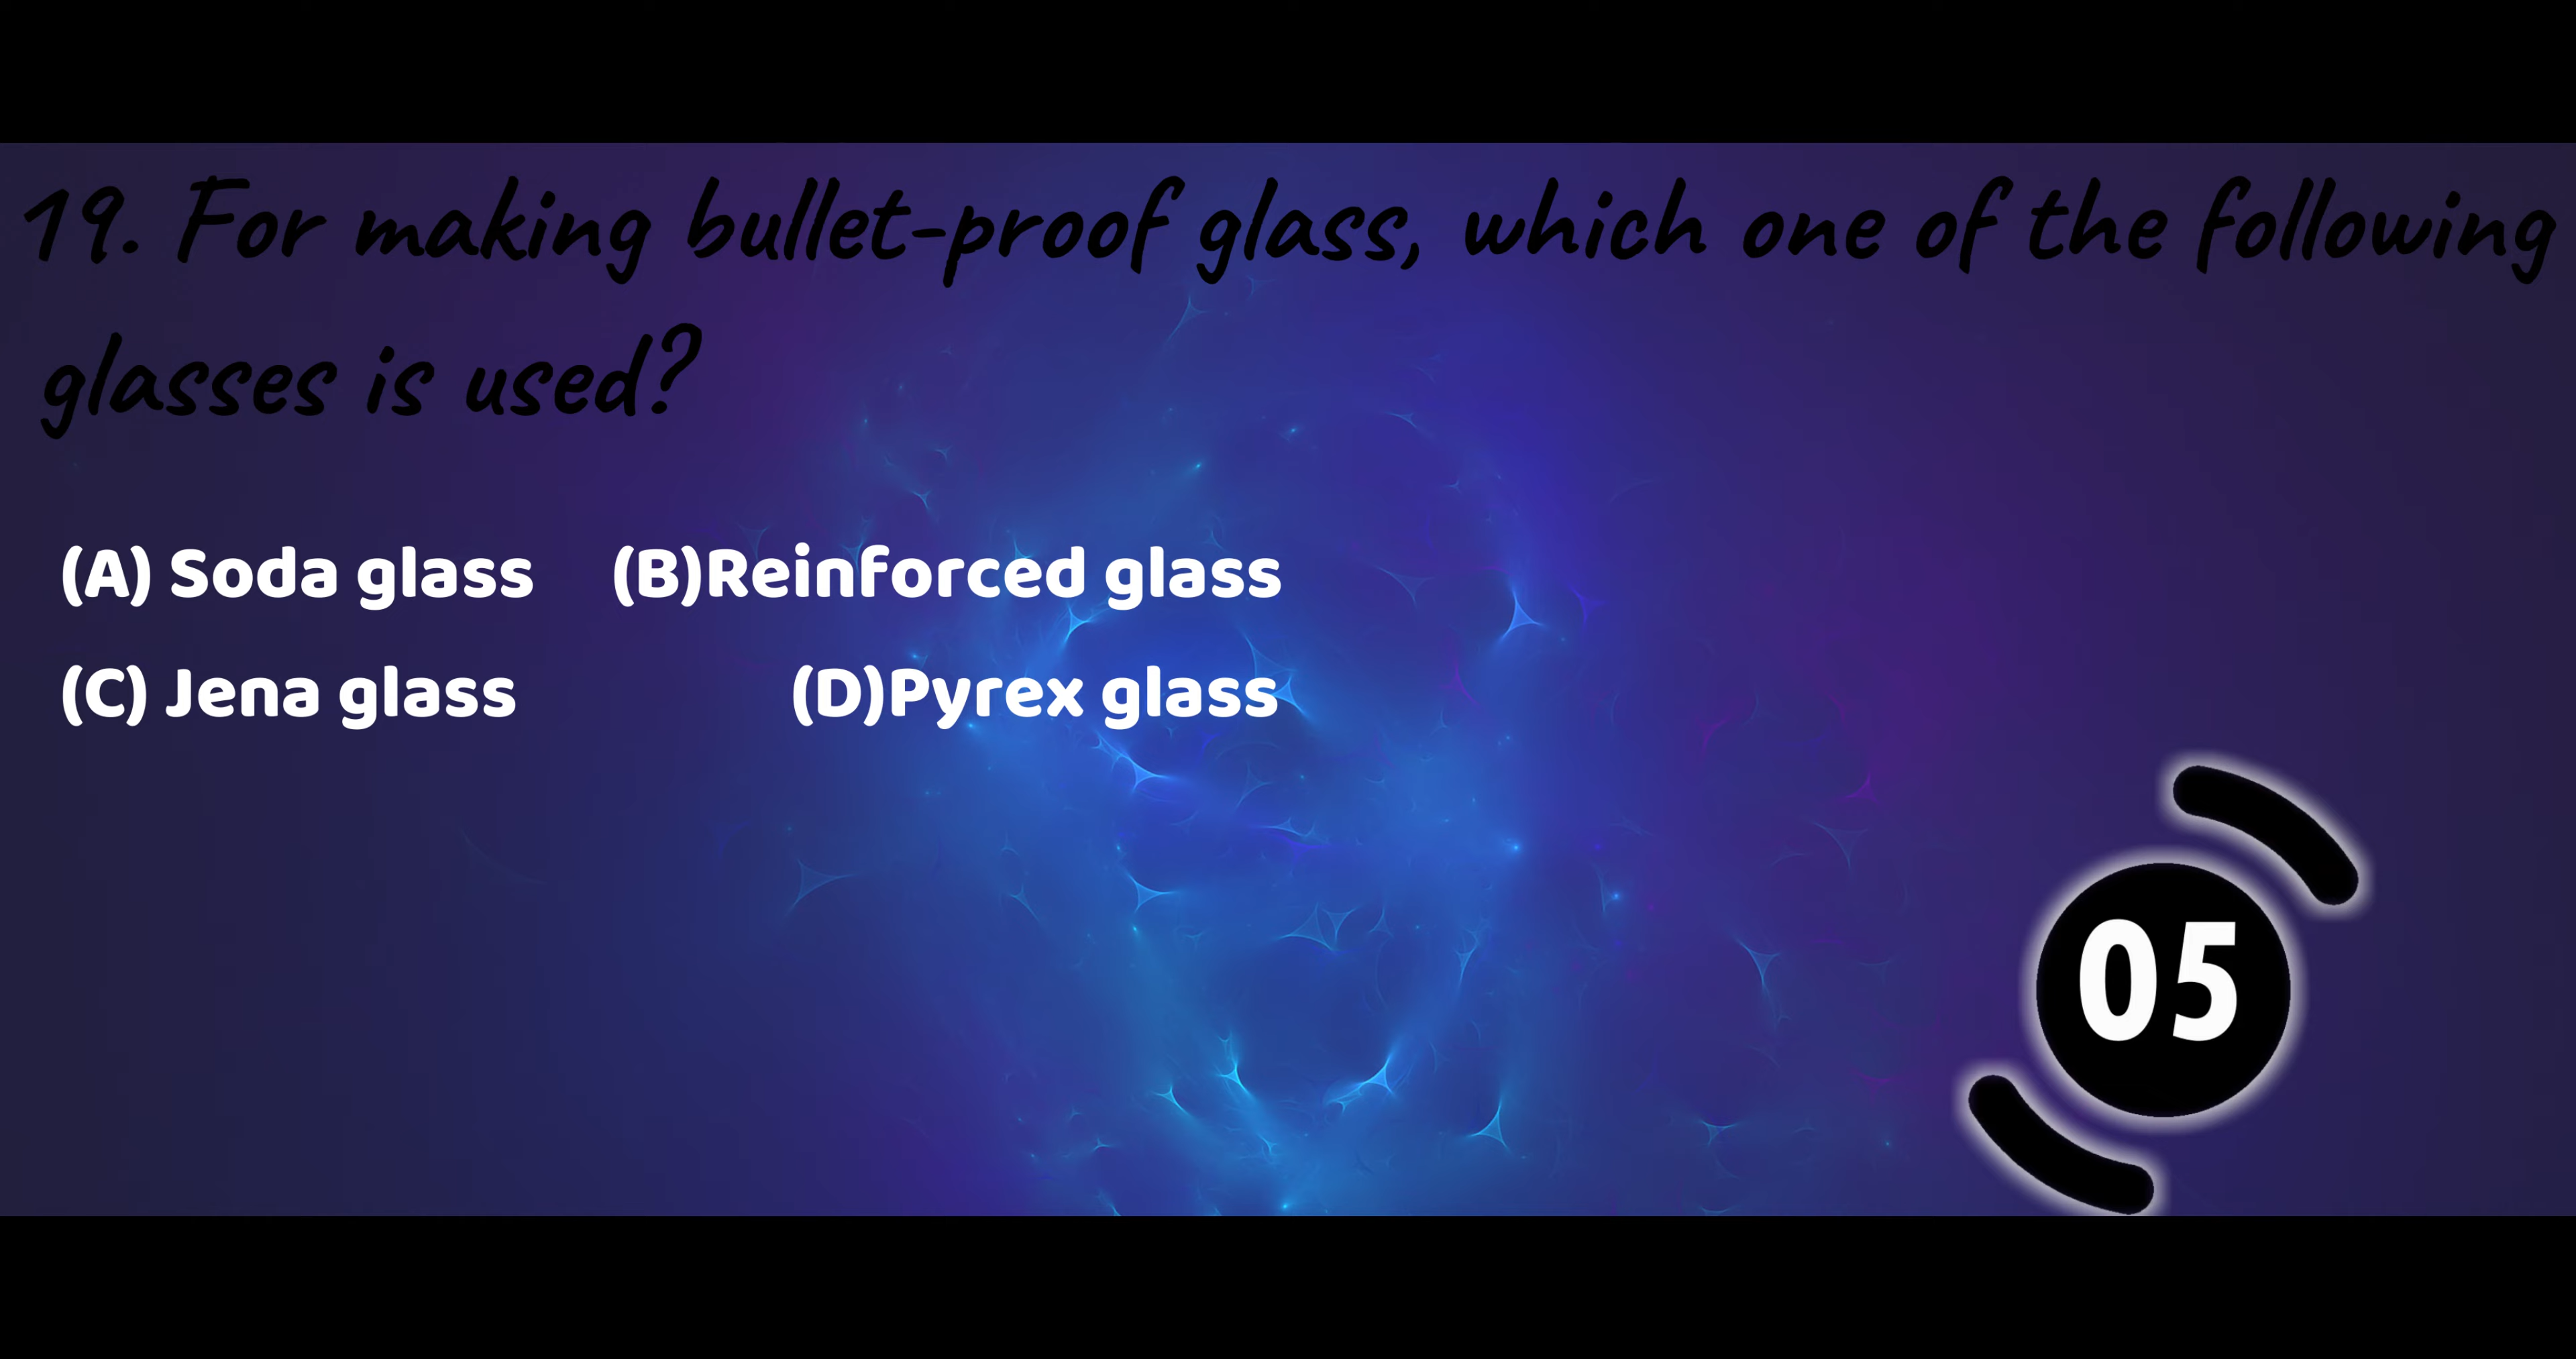 19. For making bullet-proof glass, which one of the following
glasses is used?
(A) Soda glass (B)Reinforced glass
(C) Jena glass (D)Pyrex glass
05